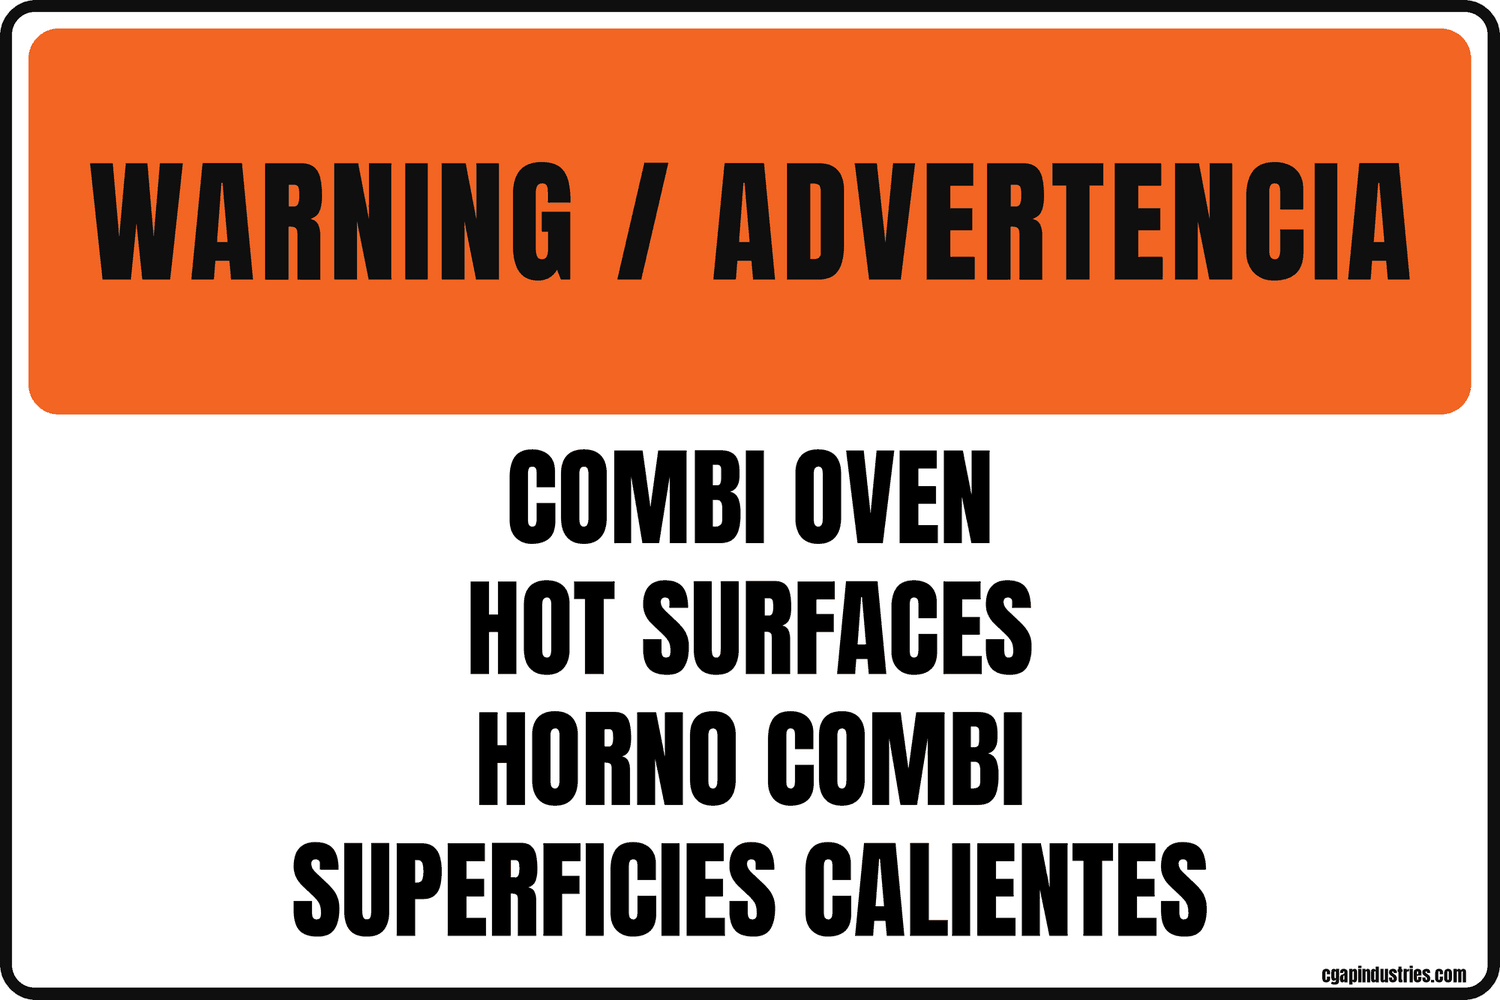 WARNING / ADVERTENCIA
COMBI OVEN
HOT SURFACES
HORNO COMBI
SUPERFICIES CALIENTES
cgapindustries.com